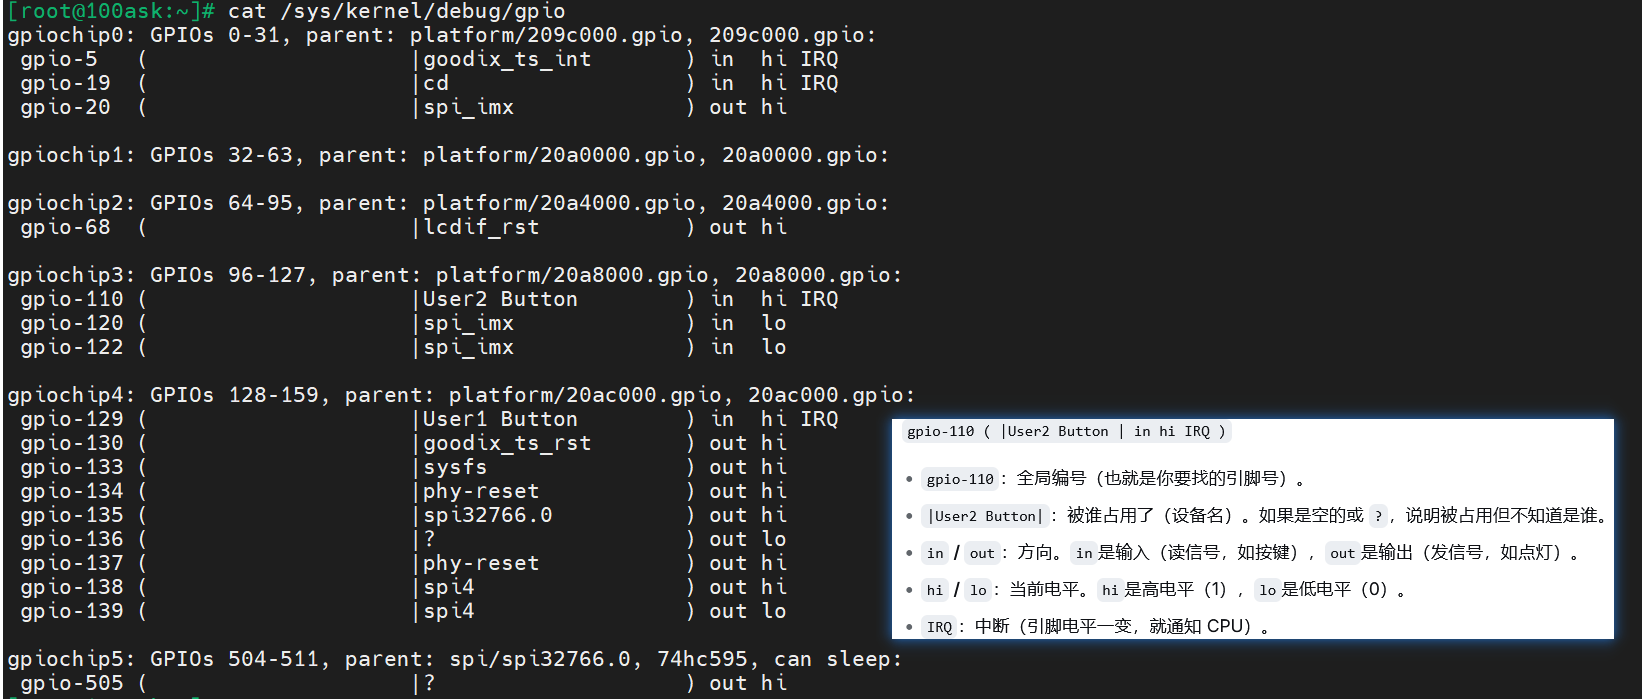 [root@100ask:~]# cat /sys/kernel/debug/gpio
gpiochip0: GPIOs 0-31, parent: platform/209c000.gpio, 209c000.gpio:
 gpio-5   (                    |goodix_ts_int       ) in  hi IRQ
 gpio-19  (                    |cd                  ) in  hi IRQ
 gpio-20  (                    |spi_imx             ) out hi
gpiochip1: GPIOs 32-63, parent: platform/20a0000.gpio, 20a0000.gpio:
gpiochip2: GPIOs 64-95, parent: platform/20a4000.gpio, 20a4000.gpio:
 gpio-68  (                    |lcdif_rst           ) out hi
gpiochip3: GPIOs 96-127, parent: platform/20a8000.gpio, 20a8000.gpio:
 gpio-110 (                    |User2 Button        ) in  hi IRQ
 gpio-120 (                    |spi_imx             ) in  lo
 gpio-122 (                    |spi_imx             ) in  lo
gpiochip4: GPIOs 128-159, parent: platform/20ac000.gpio, 20ac000.gpio:
 gpio-129 (                    |User1 Button        ) in  hi IRQ
 gpio-130 (                    |goodix_ts_rst       ) out hi
 gpio-133 (                    |sysfs               ) out hi
 gpio-134 (                    |phy-reset           ) out hi
 gpio-135 (                    |spi32766.0          ) out hi
 gpio-136 (                    |?                   ) out lo
 gpio-137 (                    |phy-reset           ) out hi
 gpio-138 (                    |spi4                ) out hi
 gpio-139 (                    |spi4                ) out lo
gpiochip5: GPIOs 504-511, parent: spi/spi32766.0, 74hc595, can sleep:
 gpio-505 (                    |?                   ) out hi
gpio-110 ( |User2 Button | in hi IRQ )
• gpio-110：全局编号（也就是你要找的引脚号）。
• |User2 Button|：被谁占用了（设备名）。如果是空的或 ?，说明被占用但不知道是谁。
• in / out：方向。in 是输入（读信号，如按键），out 是输出（发信号，如点灯）。
• hi / lo：当前电平。hi 是高电平（1），lo 是低电平（0）。
• IRQ：中断（引脚电平一变，就通知 CPU）。